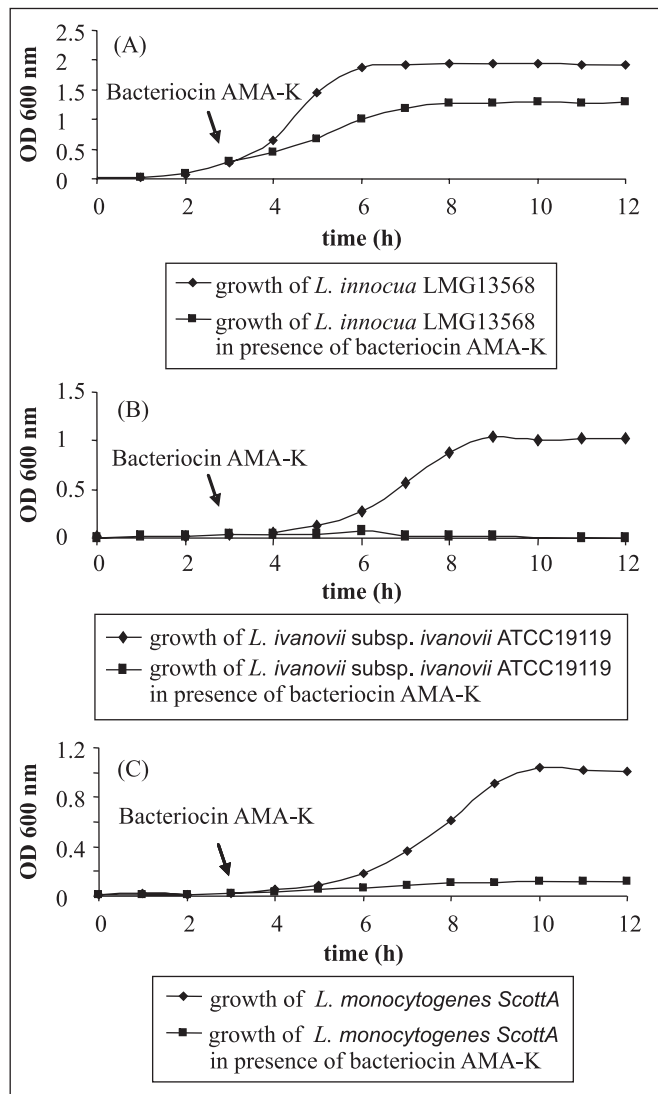 (A)
Bacteriocin AMA-K
OD 600 nm
2.5
2
1.5
1
0.5
0
0 2 4 6 8 10 12
time (h)
growth of L. innocua LMG13568
growth of L. innocua LMG13568
in presence of bacteriocin AMA-K
(B)
Bacteriocin AMA-K
OD 600 nm
1.5
1
0.5
0
0 2 4 6 8 10 12
time (h)
growth of L. ivanovii subsp. ivanovii ATCC19119
growth of L. ivanovii subsp. ivanovii ATCC19119
in presence of bacteriocin AMA-K
(C)
Bacteriocin AMA-K
OD 600 nm
1.2
0.8
0.4
0
0 2 4 6 8 10 12
time (h)
growth of L. monocytogenes ScottA
growth of L. monocytogenes ScottA
in presence of bacteriocin AMA-K